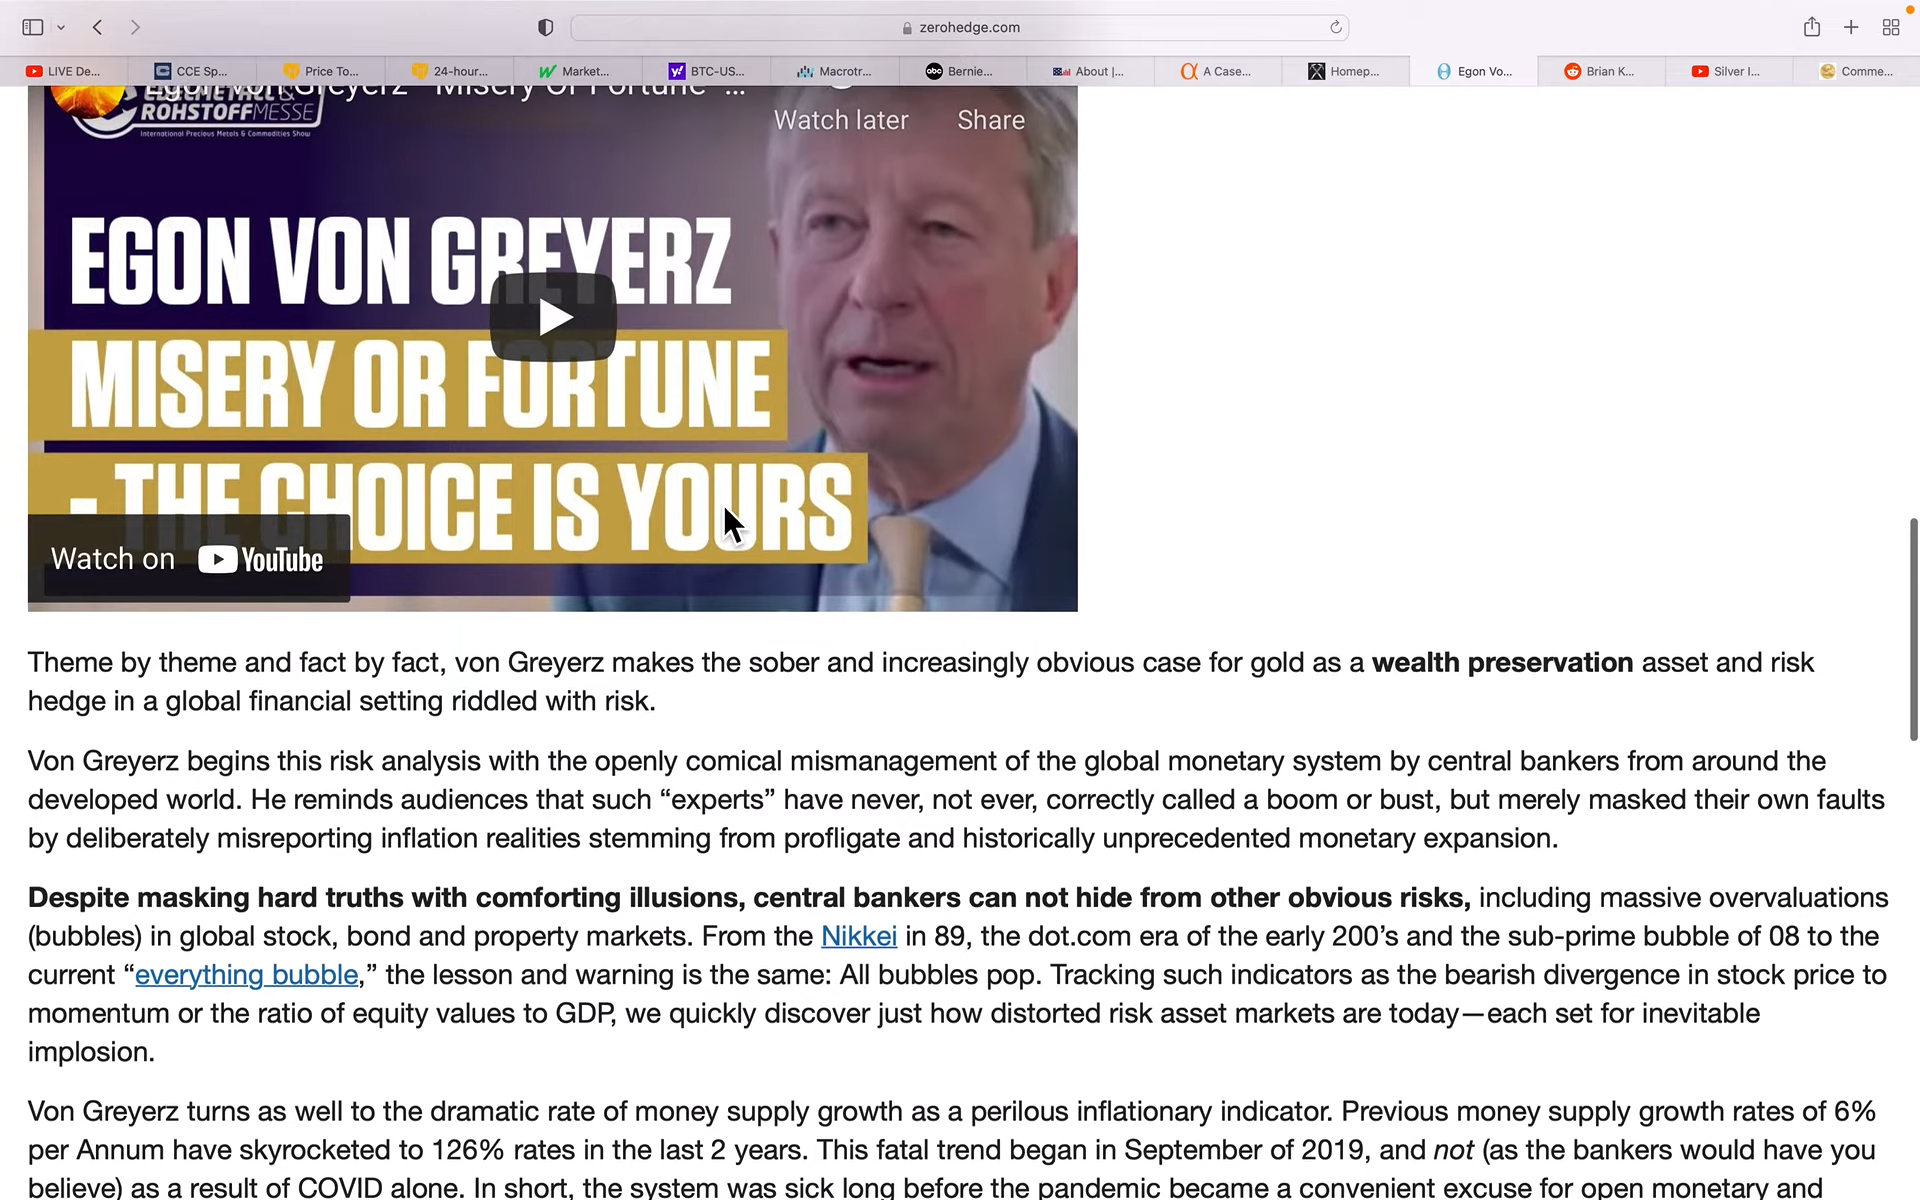 zerohedge.com
LIVE De...
CCE Sp...
Price To...
24-hour...
Market...
BTC-US...
Macrotr...
abc Bernie...
About |...
A Case...
Homep...
Egon Vo...
Brian K...
Silver I...
Comme...
Egon von Greyerz - Misery Or Fortune - ...
EDELMETALL &
ROHSTOFFMESSE
International Precious Metals & Commodities Show
Watch later
Share
EGON VON GREYERZ
MISERY OR FORTUNE
- THE CHOICE IS YOURS
Watch on YouTube
Theme by theme and fact by fact, von Greyerz makes the sober and increasingly obvious case for gold as a wealth preservation asset and risk
hedge in a global financial setting riddled with risk.
Von Greyerz begins this risk analysis with the openly comical mismanagement of the global monetary system by central bankers from around the
developed world. He reminds audiences that such “experts” have never, not ever, correctly called a boom or bust, but merely masked their own faults
by deliberately misreporting inflation realities stemming from profligate and historically unprecedented monetary expansion.
Despite masking hard truths with comforting illusions, central bankers can not hide from other obvious risks, including massive overvaluations
(bubbles) in global stock, bond and property markets. From the Nikkei in 89, the dot.com era of the early 200’s and the sub-prime bubble of 08 to the
current “everything bubble,” the lesson and warning is the same: All bubbles pop. Tracking such indicators as the bearish divergence in stock price to
momentum or the ratio of equity values to GDP, we quickly discover just how distorted risk asset markets are today—each set for inevitable
implosion.
Von Greyerz turns as well to the dramatic rate of money supply growth as a perilous inflationary indicator. Previous money supply growth rates of 6%
per Annum have skyrocketed to 126% rates in the last 2 years. This fatal trend began in September of 2019, and not (as the bankers would have you
believe) as a result of COVID alone. In short, the system was sick long before the pandemic became a convenient excuse for open monetary and